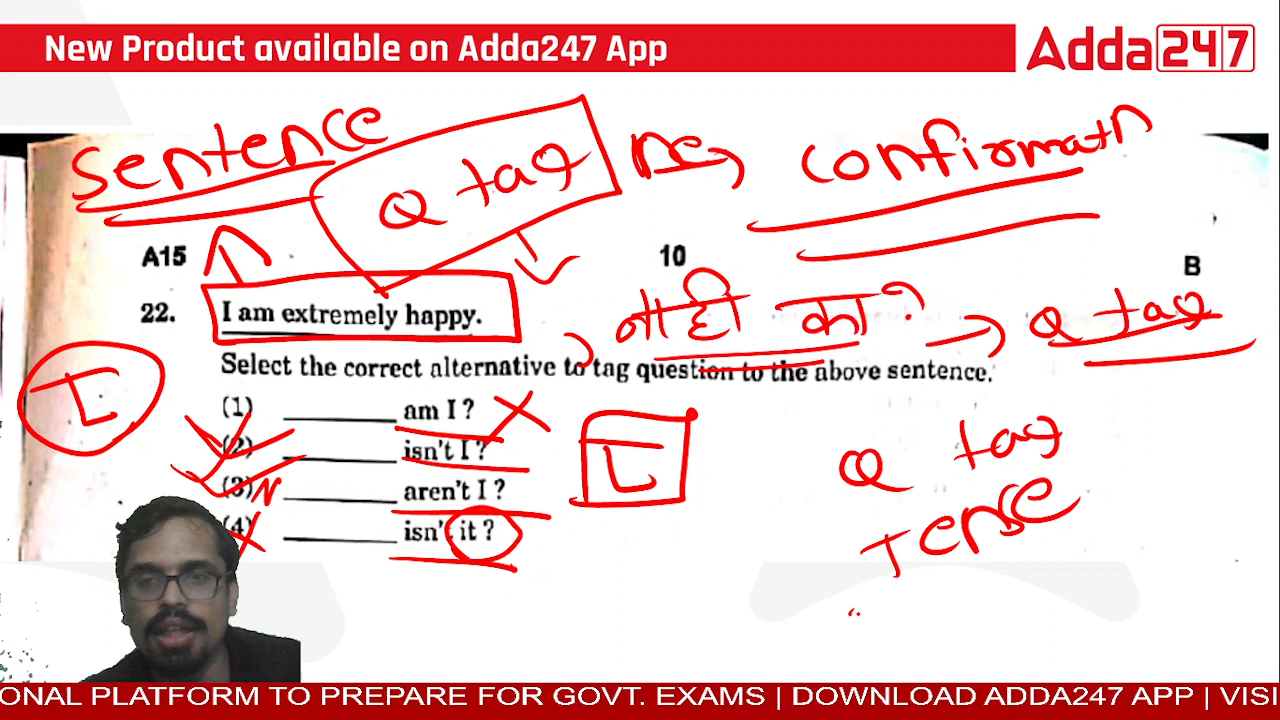 New Product available on Adda247 App
Adda247
sentence
Q tag
ने
confirmatn
A15
10
B
22.
I am extremely happy.
नाही का?
Q tag
Select the correct alternative to tag question to the above sentence.
I
(1) ________ am I ?
(2) ________ isn't I ?
(3) ________ aren't I ?
(4) ________ isn't it ?
I
N
Q tag
Tense
ONAL PLATFORM TO PREPARE FOR GOVT. EXAMS | DOWNLOAD ADDA247 APP | VISI